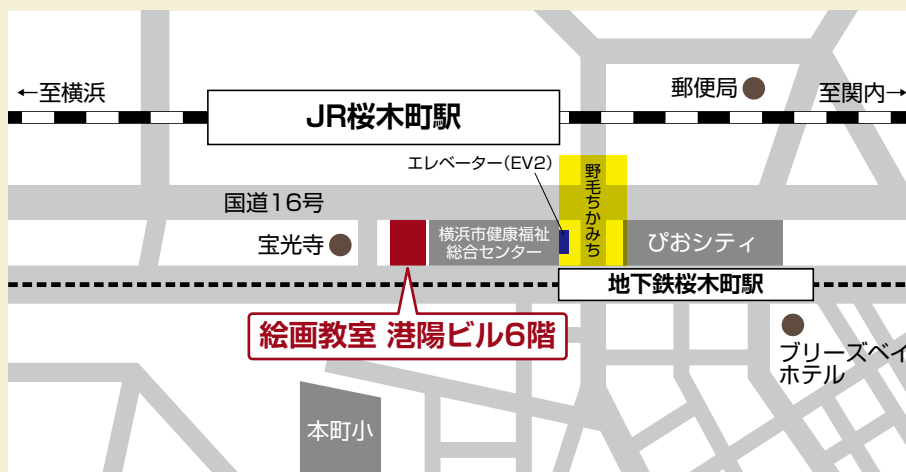 ←至横浜
JR桜木町駅
郵便局
至関内→
エレベーター(EV2)
野毛ちかみち
国道16号
宝光寺
横浜市健康福祉
総合センター
ぴおシティ
地下鉄桜木町駅
絵画教室 港陽ビル6階
ブリーズベイ
ホテル
本町小